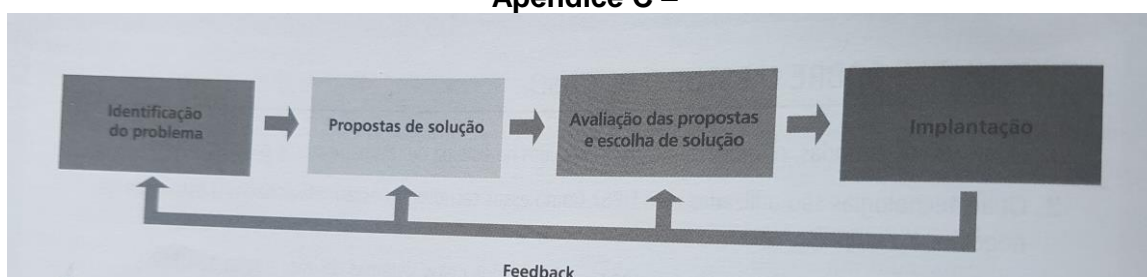 Apêndice C –
Identificação
do problema
Propostas de solução
Avaliação das propostas
e escolha de solução
Implantação
Feedback